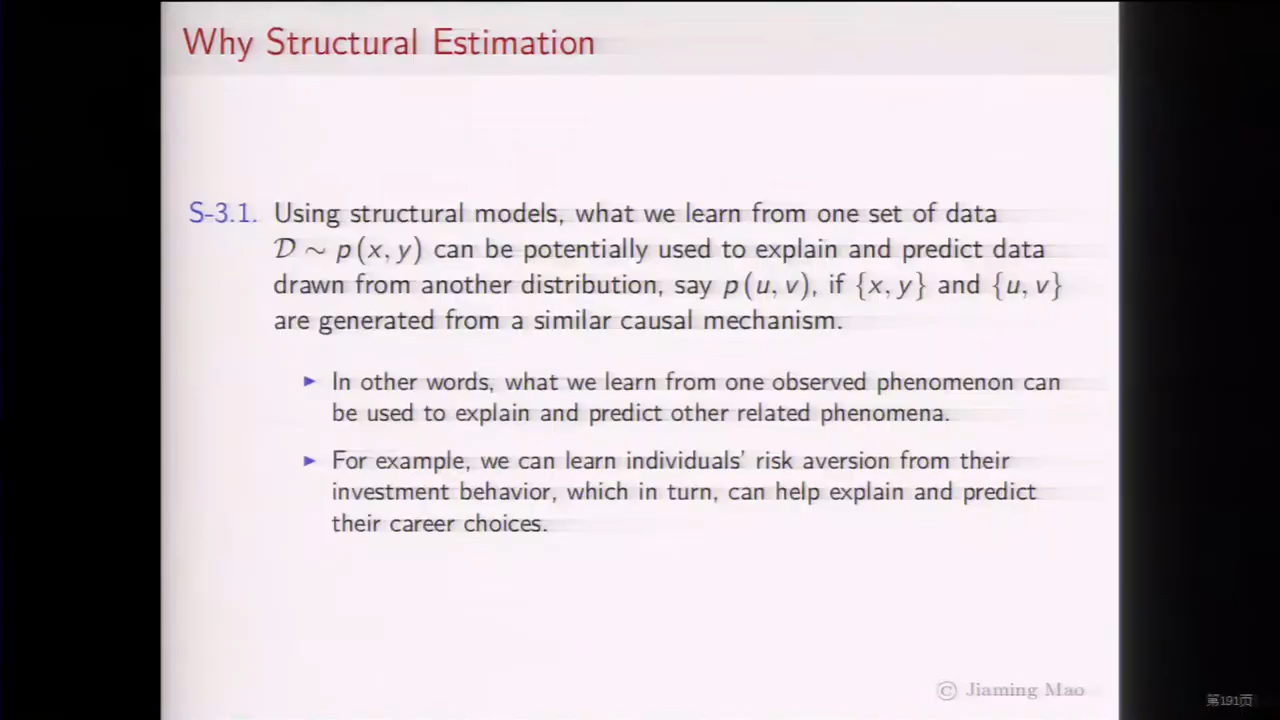 Why Structural Estimation
S-3.1. Using structural models, what we learn from one set of data
𝒟 ∼ p(x, y) can be potentially used to explain and predict data
drawn from another distribution, say p(u, v), if {x, y} and {u, v}
are generated from a similar causal mechanism.
▶ In other words, what we learn from one observed phenomenon can
be used to explain and predict other related phenomena.
▶ For example, we can learn individuals' risk aversion from their
investment behavior, which in turn, can help explain and predict
their career choices.
© Jiaming Mao
第191页